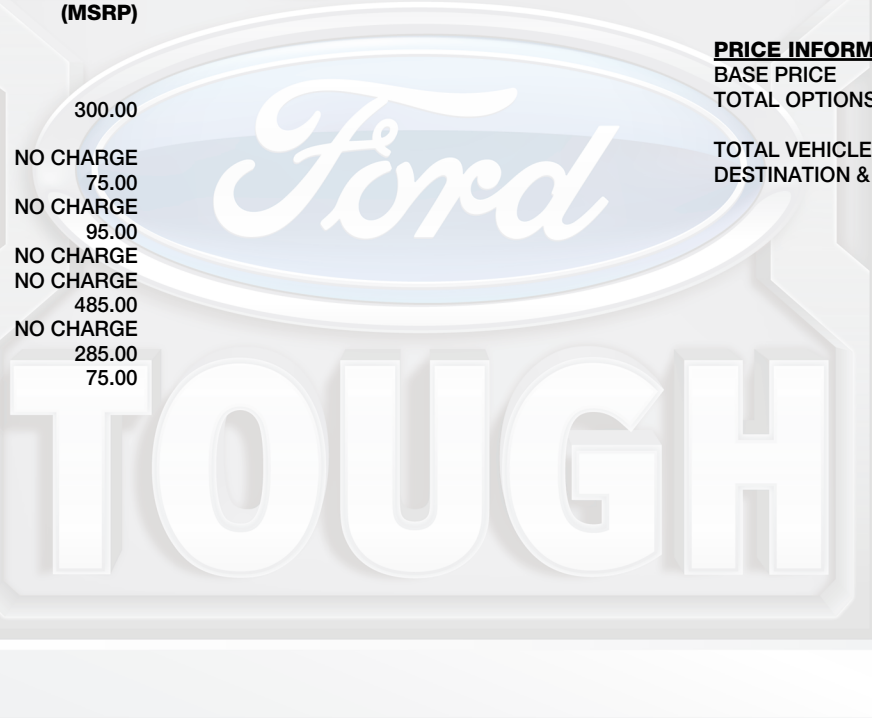 (MSRP)
300.00
NO CHARGE
75.00
NO CHARGE
95.00
NO CHARGE
NO CHARGE
485.00
NO CHARGE
285.00
75.00
PRICE INFORM
BASE PRICE
TOTAL OPTIONS
TOTAL VEHICLE
DESTINATION &
Ford
TOUGH